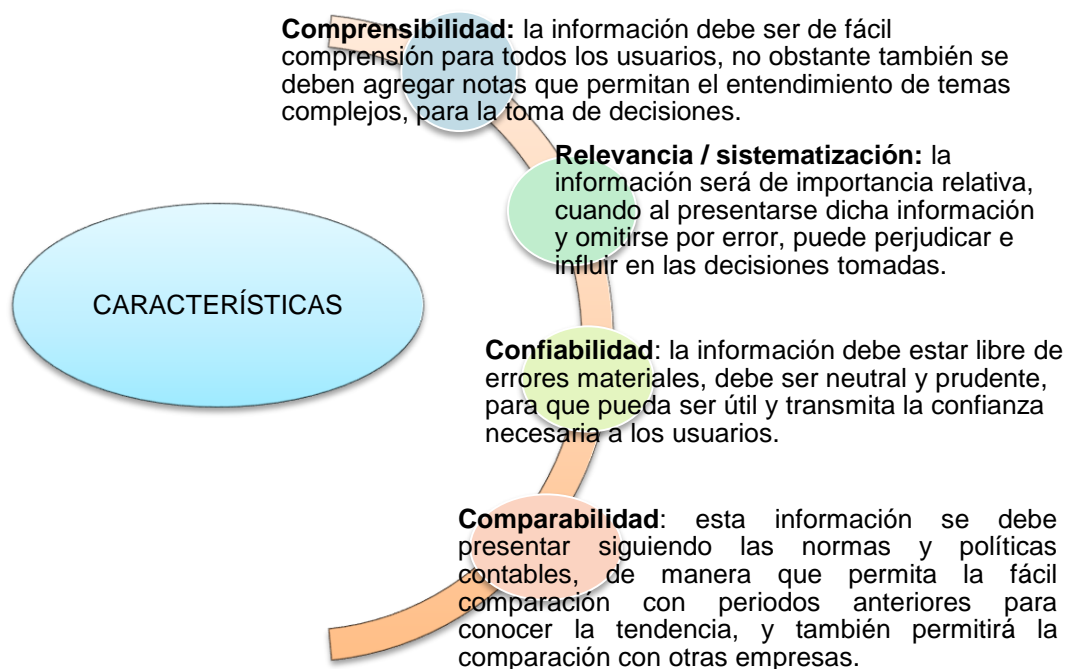 Comprensibilidad: la información debe ser de fácil
comprensión para todos los usuarios, no obstante también se
deben agregar notas que permitan el entendimiento de temas
complejos, para la toma de decisiones.
Relevancia / sistematización: la
información será de importancia relativa,
cuando al presentarse dicha información
y omitirse por error, puede perjudicar e
influir en las decisiones tomadas.
CARACTERÍSTICAS
Confiabilidad: la información debe estar libre de
errores materiales, debe ser neutral y prudente,
para que pueda ser útil y transmita la confianza
necesaria a los usuarios.
Comparabilidad: esta información se debe
presentar siguiendo las normas y políticas
contables, de manera que permita la fácil
comparación con periodos anteriores para
conocer la tendencia, y también permitirá la
comparación con otras empresas.